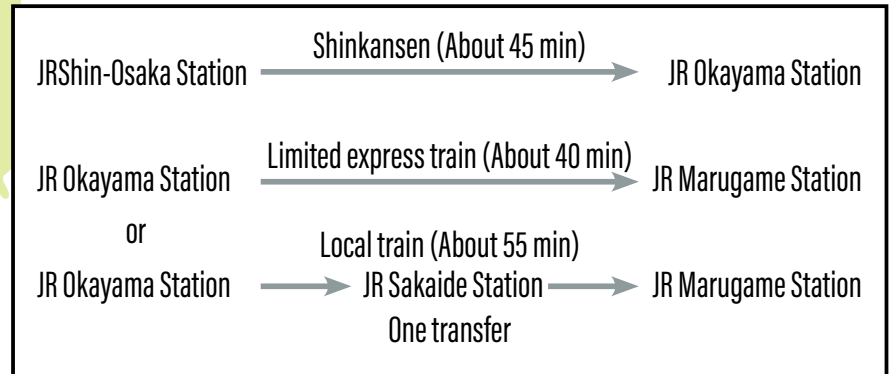 Shinkansen (About 45 min)
JRShin-Osaka Station JR Okayama Station
Limited express train (About 40 min)
JR Okayama Station JR Marugame Station
or
Local train (About 55 min)
JR Okayama Station JR Sakaide Station JR Marugame Station
One transfer